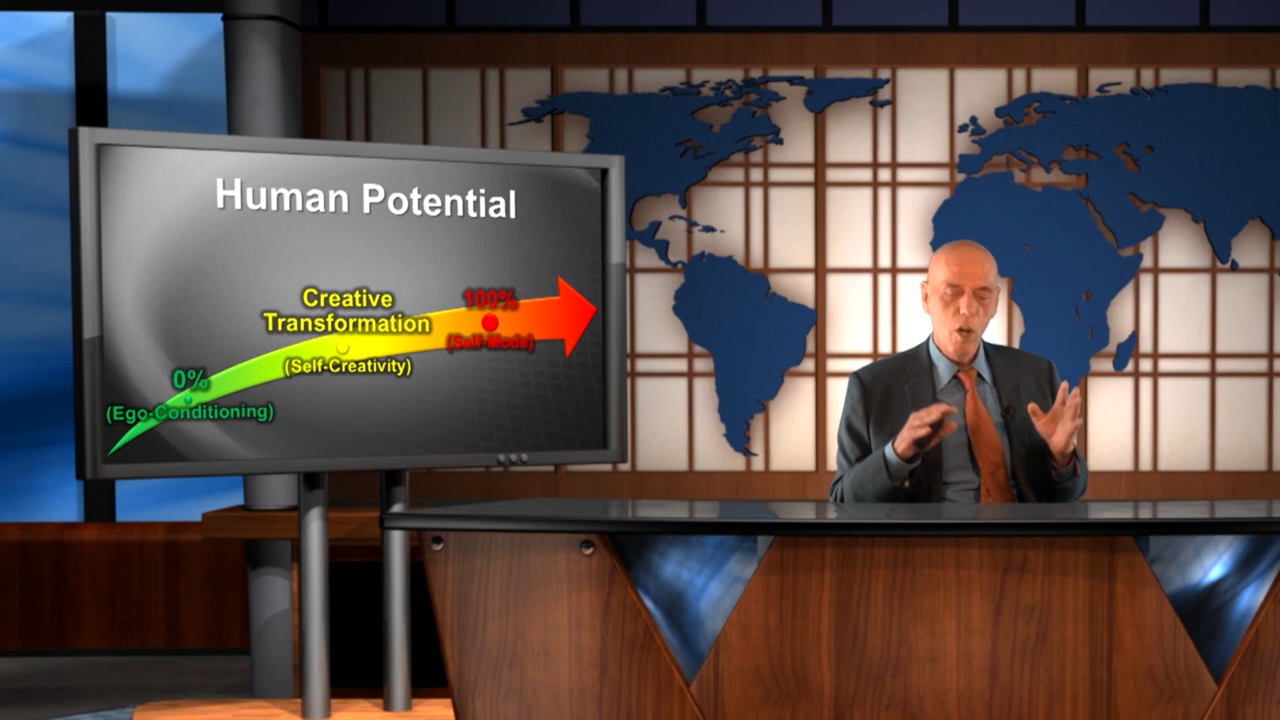 Human Potential
Creative
Transformation
100%
(Self-Mode)
(Self-Creativity)
0%
(Ego-Conditioning)